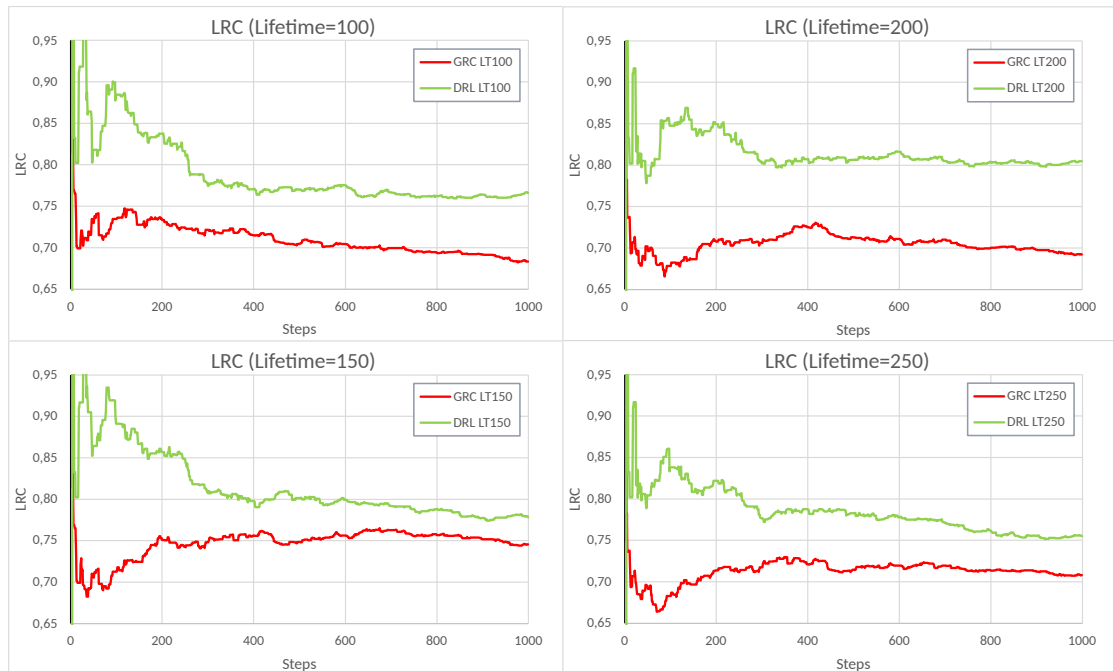 LRC (Lifetime=100)
0,95
0,90
0,85
0,80
0,75
0,70
0,65
LRC
GRC LT100
DRL LT100
0 200 400 600 800 1000
Steps
LRC (Lifetime=200)
0,95
0,90
0,85
0,80
0,75
0,70
0,65
LRC
GRC LT200
DRL LT200
0 200 400 600 800 1000
Steps
LRC (Lifetime=150)
0,95
0,90
0,85
0,80
0,75
0,70
0,65
LRC
GRC LT150
DRL LT150
0 200 400 600 800 1000
Steps
LRC (Lifetime=250)
0,95
0,90
0,85
0,80
0,75
0,70
0,65
LRC
GRC LT250
DRL LT250
0 200 400 600 800 1000
Steps